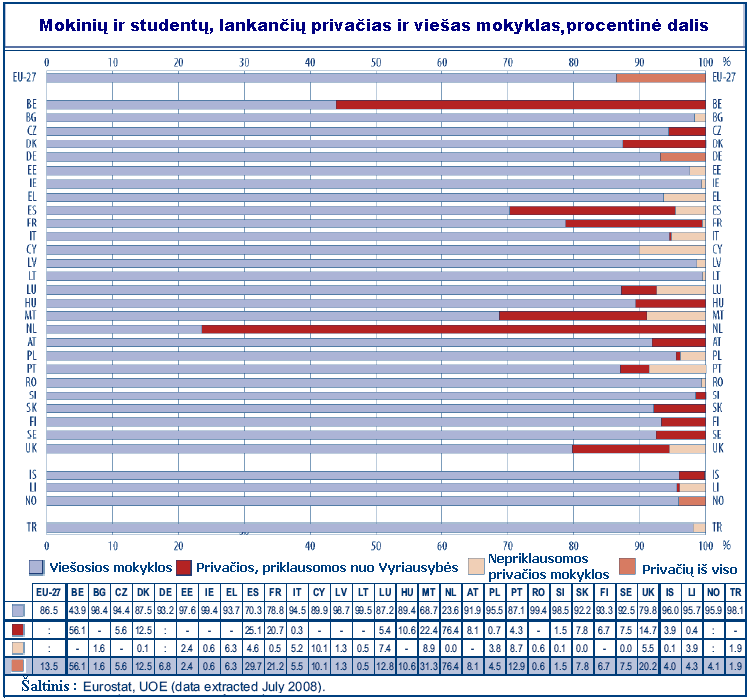 Mokinių ir studentų, lankančių privačias ir viešas mokyklas,procentinė dalis
0 10 20 30 40 50 60 70 80 90 100 %
EU-27 EU-27
BE BE
BG BG
CZ CZ
DK DK
DE DE
EE EE
IE IE
EL EL
ES ES
FR FR
IT IT
CY CY
LV LV
LT LT
LU LU
HU HU
MT MT
NL NL
AT AT
PL PL
PT PT
RO RO
SI SI
SK SK
FI FI
SE SE
UK UK
IS IS
LI LI
NO NO
TR TR
0 10 20 30 40 50 60 70 80 90 100 %
Viešosios mokyklos Privačios, priklausomos nuo Vyriausybės Nepriklausomos privačios mokyklos Privačių iš viso
EU-27 BE BG CZ DK DE EE IE EL ES FR IT CY LV LT LU HU MT NL AT PL PT RO SI SK FI SE UK IS LI NO TR
86.5 43.9 98.4 94.4 87.5 93.2 97.6 99.4 93.7 70.3 78.8 94.5 89.9 98.7 99.5 87.2 89.4 68.7 23.6 91.9 95.5 87.1 99.4 98.5 92.2 93.3 92.5 79.8 96.0 95.7 95.9 98.1
: 56.1 - 5.6 12.5 : - - - 25.1 20.7 0.3 - - - 5.4 10.6 22.4 76.4 8.1 0.7 4.3 - 1.5 7.8 6.7 7.5 14.7 3.9 0.4 : -
: - 1.6 - 0.0 : 2.4 0.6 6.3 4.6 0.5 5.2 10.1 1.3 0.5 7.4 - 8.9 0.0 - 3.8 8.7 0.6 0.1 0.0 - 0.0 5.5 0.1 3.9 : 1.9
13.5 56.1 1.6 5.6 12.5 6.8 2.4 0.6 6.3 29.7 21.2 5.5 10.1 1.3 0.5 12.8 10.6 31.3 76.4 8.1 4.5 12.9 0.6 1.5 7.8 6.7 7.5 20.2 4.0 4.3 4.1 1.9
Šaltinis : Eurostat, UOE (data extracted July 2008).